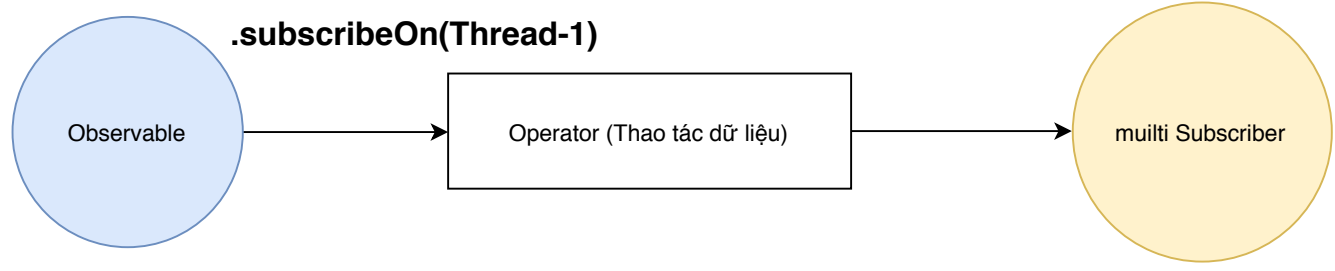 .subscribeOn(Thread-1)
Observable
Operator (Thao tác dữ liệu)
muilti Subscriber